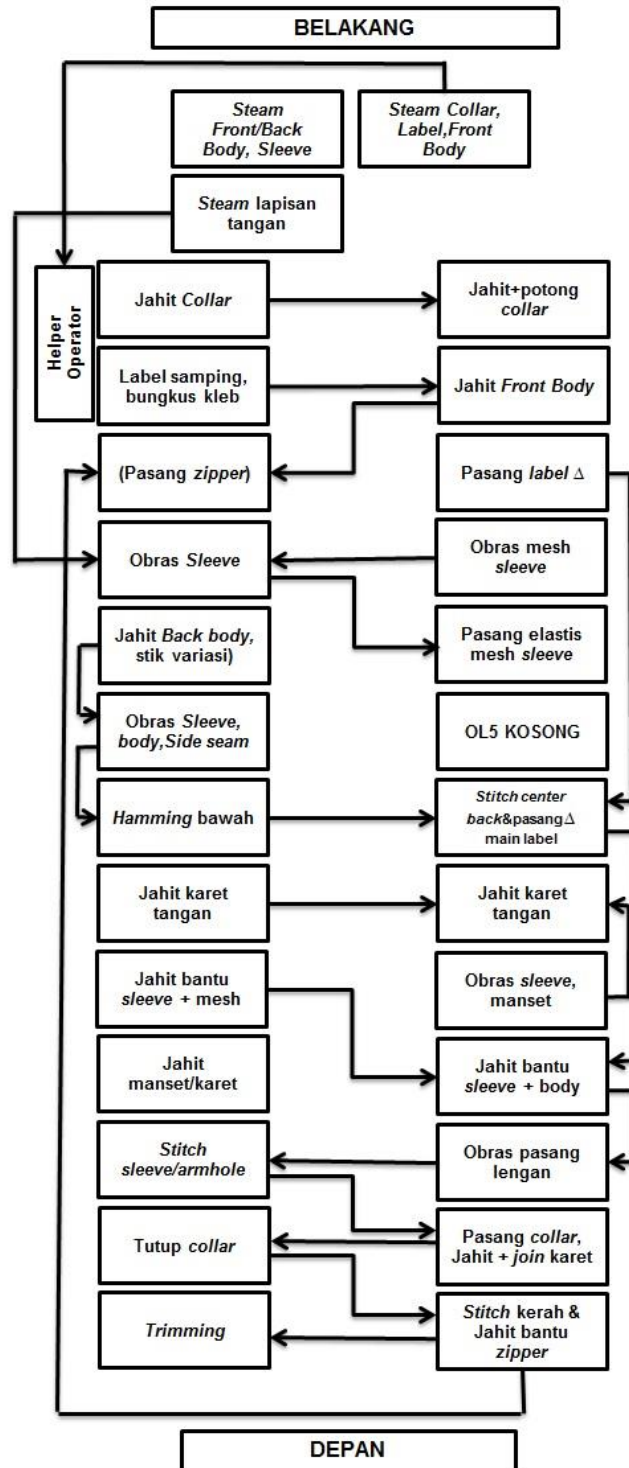 BELAKANG
Steam
Front/Back
Body, Sleeve
Steam Collar,
Label,Front
Body
Steam lapisan
tangan
Helper
Operator
Jahit Collar
Jahit+potong
collar
Label samping,
bungkus kleb
Jahit Front Body
(Pasang zipper)
Pasang label Δ
Obras Sleeve
Obras mesh
sleeve
Jahit Back body,
stik variasi)
Pasang elastis
mesh sleeve
Obras Sleeve,
body,Side seam
OL5 KOSONG
Hamming bawah
Stitch center
back&pasang Δ
main label
Jahit karet
tangan
Jahit karet
tangan
Jahit bantu
sleeve + mesh
Obras sleeve,
manset
Jahit
manset/karet
Jahit bantu
sleeve + body
Stitch
sleeve/armhole
Obras pasang
lengan
Tutup collar
Pasang collar,
Jahit + join karet
Trimming
Stitch kerah &
Jahit bantu
zipper
DEPAN